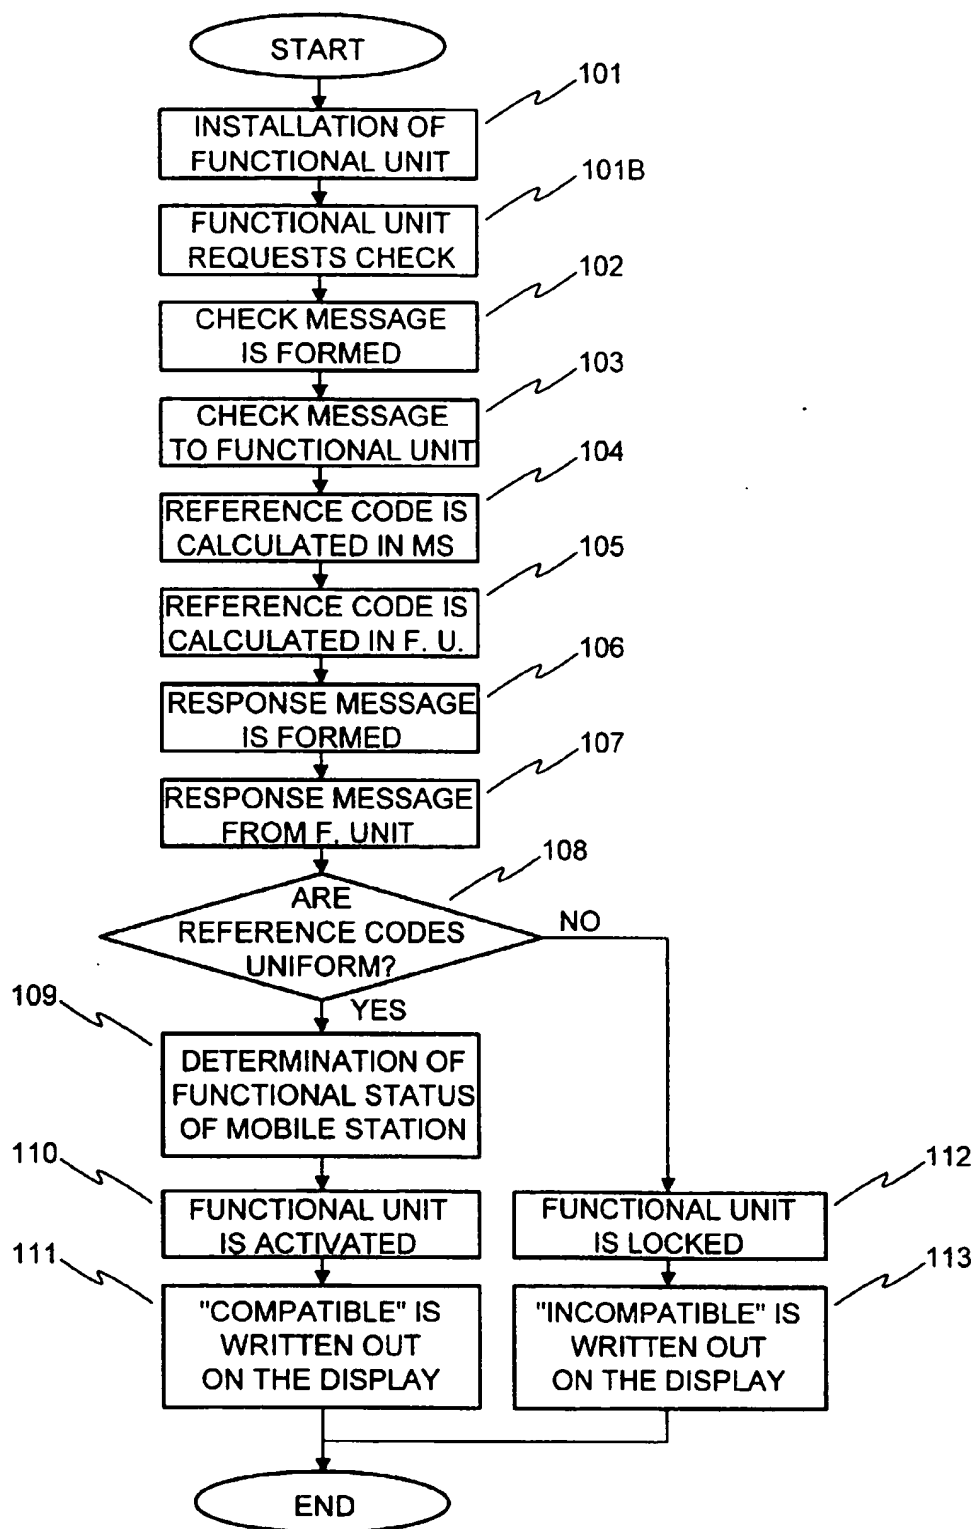 START
101
INSTALLATION OF
FUNCTIONAL UNIT
101B
FUNCTIONAL UNIT
REQUESTS CHECK
102
CHECK MESSAGE
IS FORMED
103
CHECK MESSAGE
TO FUNCTIONAL UNIT
104
REFERENCE CODE IS
CALCULATED IN MS
105
REFERENCE CODE IS
CALCULATED IN F. U.
106
RESPONSE MESSAGE
IS FORMED
107
RESPONSE MESSAGE
FROM F. UNIT
108
ARE
REFERENCE CODES
UNIFORM?
NO
YES
109
DETERMINATION OF
FUNCTIONAL STATUS
OF MOBILE STATION
110
FUNCTIONAL UNIT
IS ACTIVATED
112
FUNCTIONAL UNIT
IS LOCKED
111
"COMPATIBLE" IS
WRITTEN OUT
ON THE DISPLAY
113
"INCOMPATIBLE" IS
WRITTEN OUT
ON THE DISPLAY
END